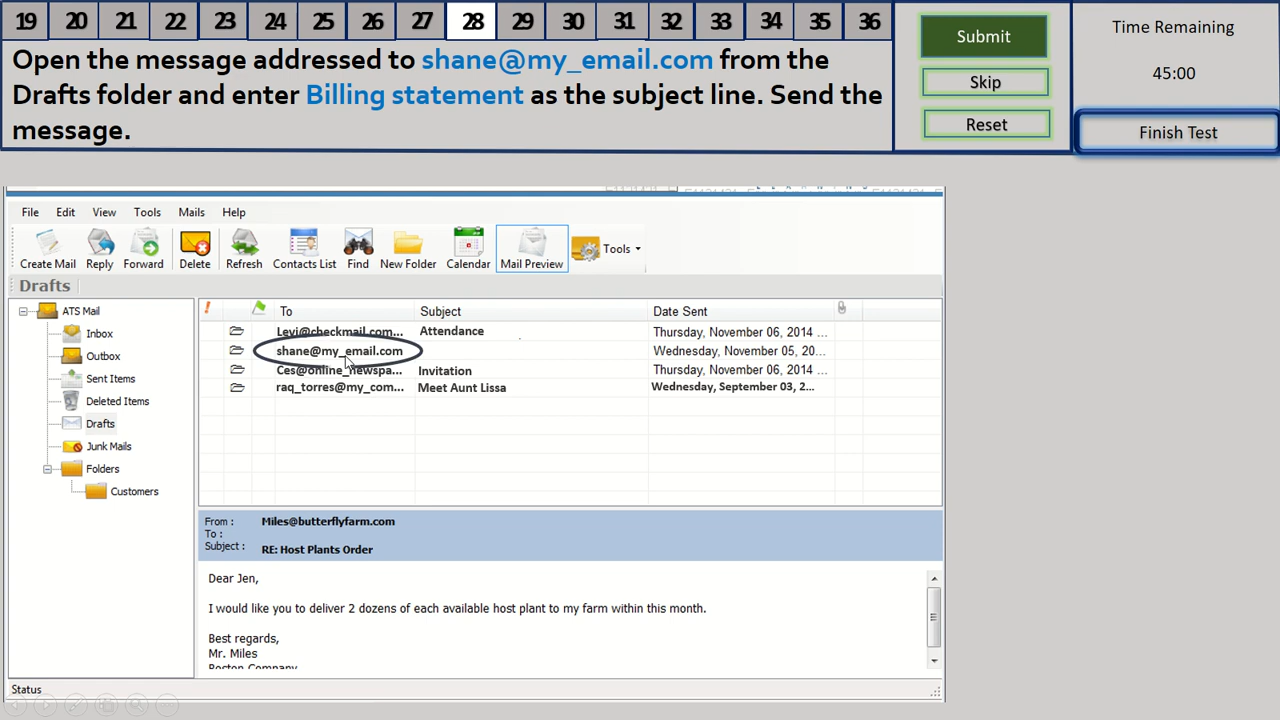 19 20 21 22 23 24 25 26 27 28 29 30 31 32 33 34 35 36
Open the message addressed to shane@my_email.com from the
Drafts folder and enter Billing statement as the subject line. Send the
message.
Submit
Skip
Reset
Time Remaining
45:00
Finish Test
File Edit View Tools Mails Help
Create Mail Reply Forward Delete Refresh Contacts List Find New Folder Calendar Mail Preview Tools
Drafts
ATS Mail
Inbox
Outbox
Sent Items
Deleted Items
Drafts
Junk Mails
Folders
Customers
To Subject Date Sent
Levi@checkmail.com... Attendance Thursday, November 06, 2014 ...
shane@my_email.com Wednesday, November 05, 20...
Ces@online_newspa... Invitation Thursday, November 06, 2014 ...
raq_torres@my_com... Meet Aunt Lissa Wednesday, September 03, 2...
From : Miles@butterflyfarm.com
To :
Subject : RE: Host Plants Order
Dear Jen,
I would like you to deliver 2 dozens of each available host plant to my farm within this month.
Best regards,
Mr. Miles
Status